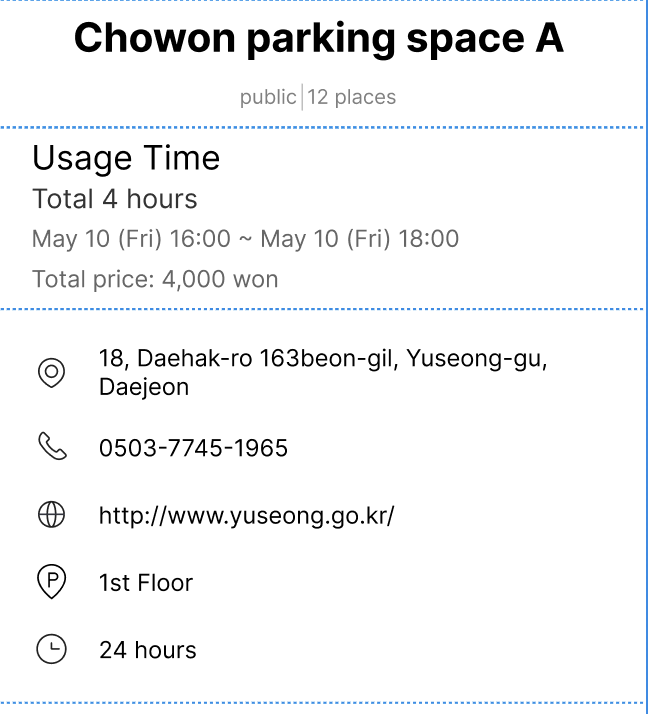 Chowon parking space A
public|12 places
Usage Time
Total 4 hours
May 10 (Fri) 16:00 ~ May 10 (Fri) 18:00
Total price: 4,000 won
18, Daehak-ro 163beon-gil, Yuseong-gu,
Daejeon
0503-7745-1965
http://www.yuseong.go.kr/
P
1st Floor
24 hours